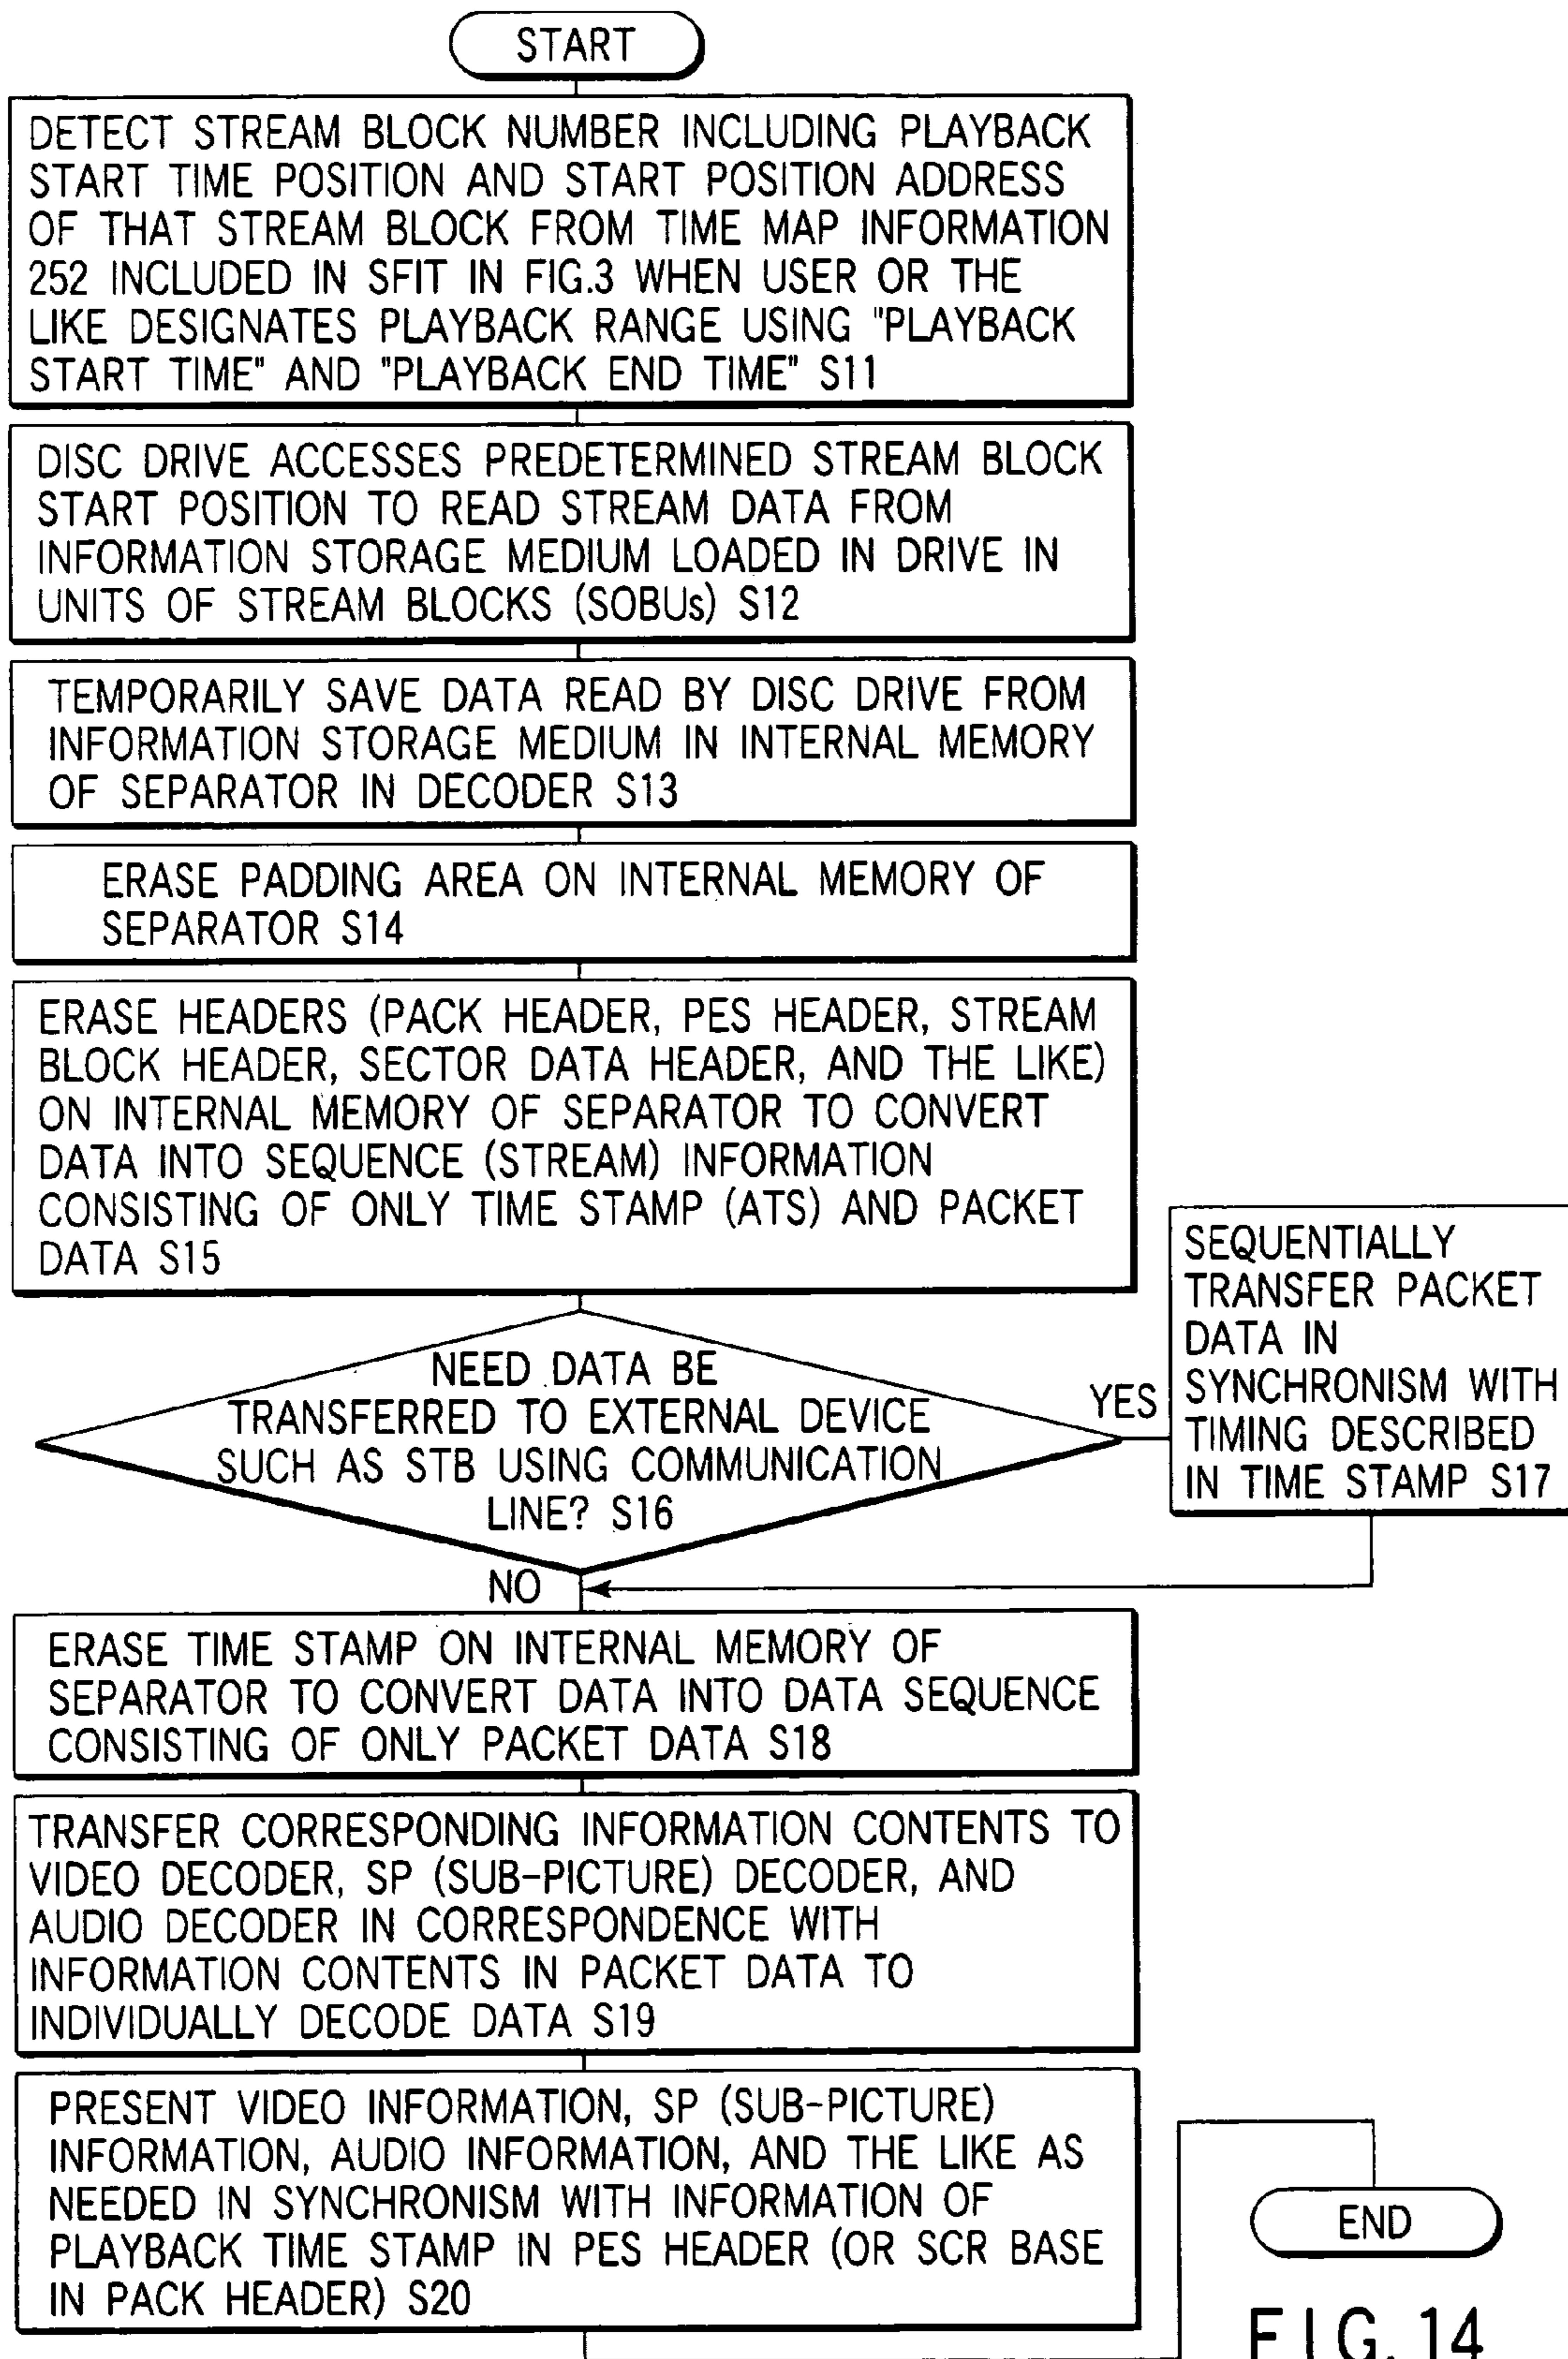 START
DETECT STREAM BLOCK NUMBER INCLUDING PLAYBACK
START TIME POSITION AND START POSITION ADDRESS
OF THAT STREAM BLOCK FROM TIME MAP INFORMATION
252 INCLUDED IN SFIT IN FIG.3 WHEN USER OR THE
LIKE DESIGNATES PLAYBACK RANGE USING "PLAYBACK
START TIME" AND "PLAYBACK END TIME" S11
DISC DRIVE ACCESSES PREDETERMINED STREAM BLOCK
START POSITION TO READ STREAM DATA FROM
INFORMATION STORAGE MEDIUM LOADED IN DRIVE IN
UNITS OF STREAM BLOCKS (SOBUs) S12
TEMPORARILY SAVE DATA READ BY DISC DRIVE FROM
INFORMATION STORAGE MEDIUM IN INTERNAL MEMORY
OF SEPARATOR IN DECODER S13
ERASE PADDING AREA ON INTERNAL MEMORY OF
SEPARATOR S14
ERASE HEADERS (PACK HEADER, PES HEADER, STREAM
BLOCK HEADER, SECTOR DATA HEADER, AND THE LIKE)
ON INTERNAL MEMORY OF SEPARATOR TO CONVERT
DATA INTO SEQUENCE (STREAM) INFORMATION
CONSISTING OF ONLY TIME STAMP (ATS) AND PACKET
DATA S15
NEED DATA BE
TRANSFERRED TO EXTERNAL DEVICE
SUCH AS STB USING COMMUNICATION
LINE? S16
YES
SEQUENTIALLY
TRANSFER PACKET
DATA IN
SYNCHRONISM WITH
TIMING DESCRIBED
IN TIME STAMP S17
NO
ERASE TIME STAMP ON INTERNAL MEMORY OF
SEPARATOR TO CONVERT DATA INTO DATA SEQUENCE
CONSISTING OF ONLY PACKET DATA S18
TRANSFER CORRESPONDING INFORMATION CONTENTS TO
VIDEO DECODER, SP (SUB-PICTURE) DECODER, AND
AUDIO DECODER IN CORRESPONDENCE WITH
INFORMATION CONTENTS IN PACKET DATA TO
INDIVIDUALLY DECODE DATA S19
PRESENT VIDEO INFORMATION, SP (SUB-PICTURE)
INFORMATION, AUDIO INFORMATION, AND THE LIKE AS
NEEDED IN SYNCHRONISM WITH INFORMATION OF
PLAYBACK TIME STAMP IN PES HEADER (OR SCR BASE
IN PACK HEADER) S20
END
FIG. 14